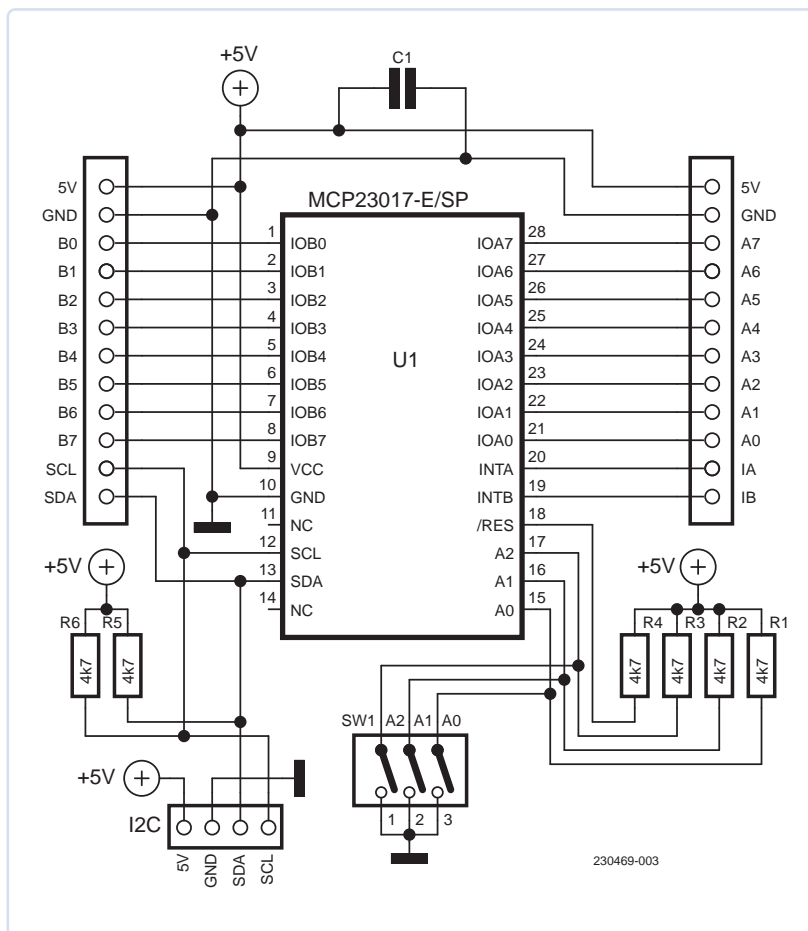 +5V
C1
MCP23017-E/SP
5V
GND
B0
B1
B2
B3
B4
B5
B6
B7
SCL
SDA
1
2
3
4
5
6
7
8
9
10
11
12
13
14
IOB0
IOB1
IOB2
IOB3
IOB4
IOB5
IOB6
IOB7
VCC
GND
NC
SCL
SDA
NC
U1
IOA7
IOA6
IOA5
IOA4
IOA3
IOA2
IOA1
IOA0
INTA
INTB
/RES
A2
A1
A0
28
27
26
25
24
23
22
21
20
19
18
17
16
15
5V
GND
A7
A6
A5
A4
A3
A2
A1
A0
IA
IB
+5V
R6 R5
4k7 4k7
+5V
R4 R3 R2 R1
4k7 4k7 4k7 4k7
SW1 A2 A1 A0
1 2 3
+5V
I2C
5V GND SDA SCL
230469-003